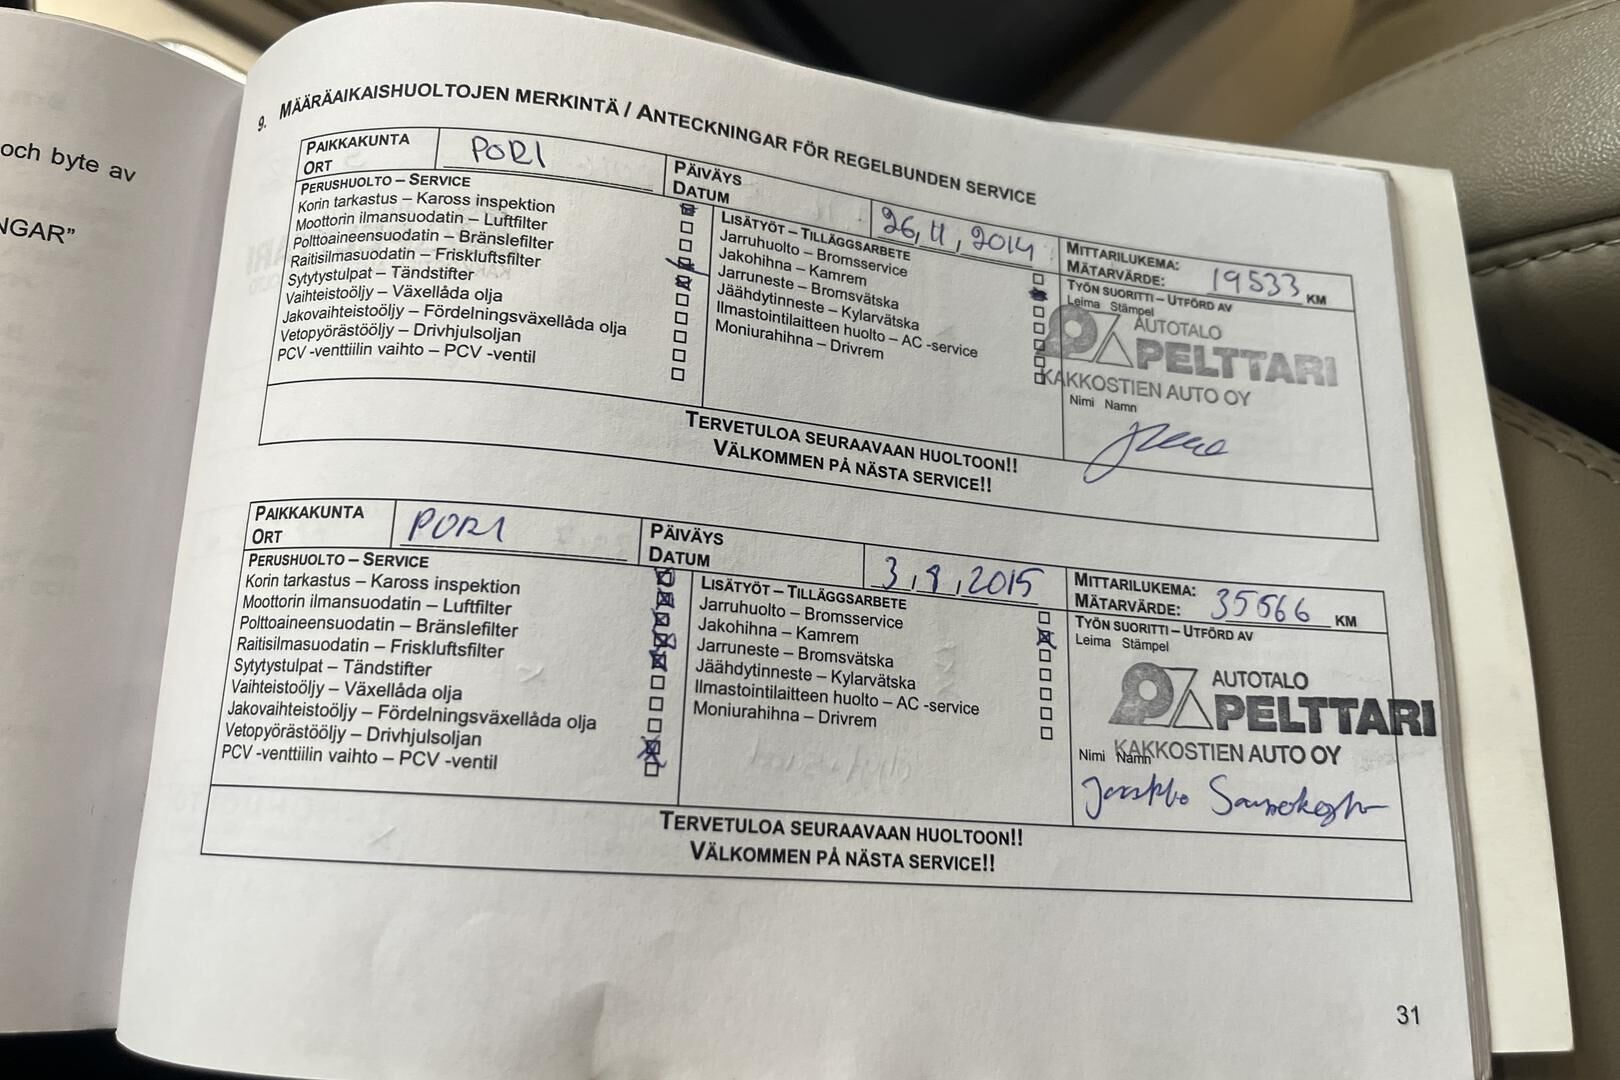 och byte av
NGAR"
9. MÄÄRÄAIKAISHUOLTOJEN MERKINTÄ / ANTECKNINGAR FÖR REGELBUNDEN SERVICE
PAIKKAKUNTA
ORT
PORI
PÄIVÄYS
DATUM
26,11,2014
MITTARILUKEMA:
MÄTARVÄRDE:
19533 KM
PERUSHUOLTO – SERVICE
Korin tarkastus – Kaross inspektion
Moottorin ilmansuodatin – Luftfilter
Polttoaineensuodatin – Bränslefilter
Raitisilmasuodatin – Friskluftsfilter
Sytytystulpat – Tändstifter
Vaihteistoöljy – Växellåda olja
Jakovaihteistoöljy – Fördelningsväxellåda olja
Vetopyörästööljy – Drivhjulsoljan
PCV -venttiilin vaihto – PCV -ventil
LISÄTYÖT – TILLÄGGSARBETE
Jarruhuolto – Bromsservice
Jakohihna – Kamrem
Jarruneste – Bromsvätska
Jäähdytinneste – Kylarvätska
Ilmastointilaitteen huolto – AC -service
Moniurahihna – Drivrem
TYÖN SUORITTI – UTFÖRD AV
Leima Stämpel
AUTOTALO
PELTTARI
KAKKOSTIEN AUTO OY
Nimi Namn
TERVETULOA SEURAAVAAN HUOLTOON!!
VÄLKOMMEN PÅ NÄSTA SERVICE!!
PAIKKAKUNTA
ORT
PORI
PÄIVÄYS
DATUM
3,8,2015
MITTARILUKEMA:
MÄTARVÄRDE:
35566 KM
PERUSHUOLTO – SERVICE
Korin tarkastus – Kaross inspektion
Moottorin ilmansuodatin – Luftfilter
Polttoaineensuodatin – Bränslefilter
Raitisilmasuodatin – Friskluftsfilter
Sytytystulpat – Tändstifter
Vaihteistoöljy – Växellåda olja
Jakovaihteistoöljy – Fördelningsväxellåda olja
Vetopyörästööljy – Drivhjulsoljan
PCV -venttiilin vaihto – PCV -ventil
LISÄTYÖT – TILLÄGGSARBETE
Jarruhuolto – Bromsservice
Jakohihna – Kamrem
Jarruneste – Bromsvätska
Jäähdytinneste – Kylarvätska
Ilmastointilaitteen huolto – AC -service
Moniurahihna – Drivrem
TYÖN SUORITTI – UTFÖRD AV
Leima Stämpel
AUTOTALO
PELTTARI
KAKKOSTIEN AUTO OY
Nimi Namn
TERVETULOA SEURAAVAAN HUOLTOON!!
VÄLKOMMEN PÅ NÄSTA SERVICE!!
31